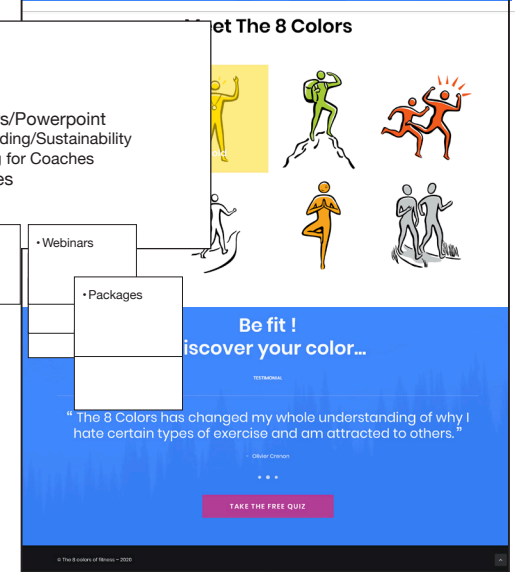 et The 8 Colors
s/Powerpoint
ding/Sustainability
for Coaches
es
• Webinars
• Packages
Be fit !
iscover your color...
TESTIMONIAL
“ The 8 Colors has changed my whole understanding of why I
hate certain types of exercise and am attracted to others. ”
- Olivier Crenon
TAKE THE FREE QUIZ
© The 8 colors of fitness – 2020